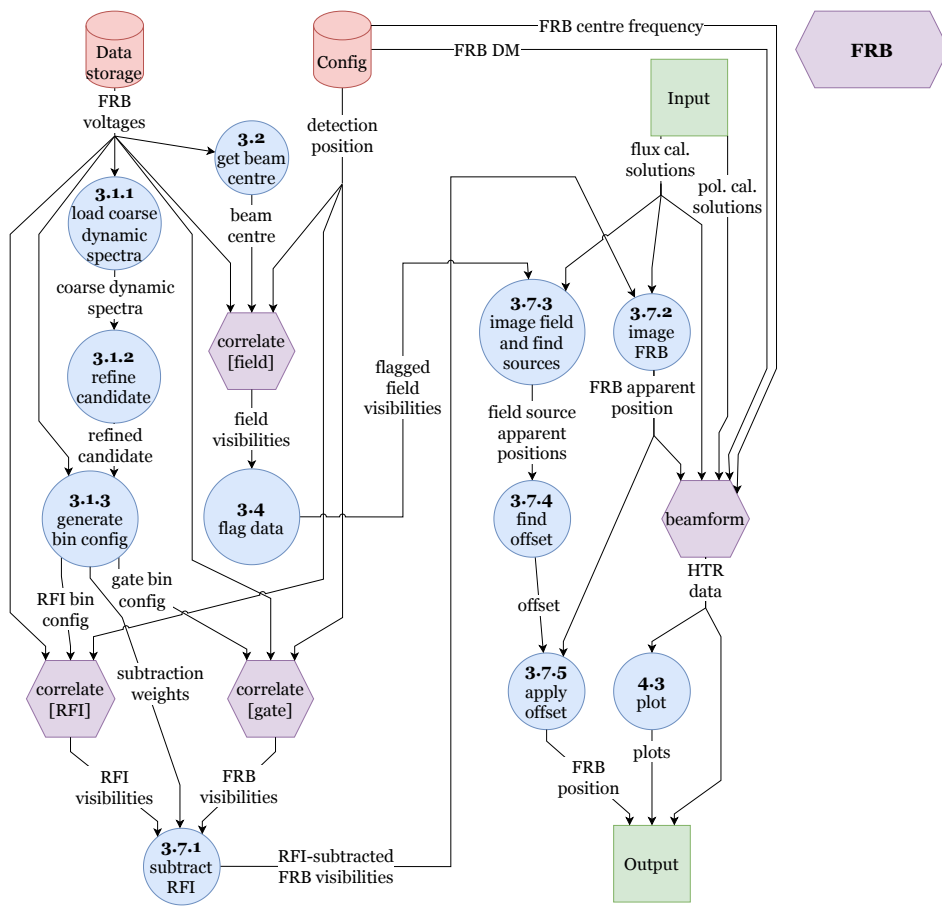 Data
storage
Config
FRB centre frequency
FRB DM
FRB
Input
FRB
voltages
detection
position
3.2
get beam
centre
flux cal.
solutions
pol. cal.
solutions
3.1.1
load coarse
dynamic
spectra
beam
centre
coarse dynamic
spectra
3.1.2
refine
candidate
correlate
[field]
flagged
field
visibilities
3.7.3
image field
and find
sources
3.7.2
image
FRB
FRB apparent
position
field source
apparent
positions
refined
candidate
field
visibilities
3.1.3
generate
bin config
3.4
flag data
3.7.4
find
offset
beamform
HTR
data
RFI bin
config
gate bin
config
offset
correlate
[RFI]
subtraction
weights
correlate
[gate]
3.7.5
apply
offset
4.3
plot
plots
FRB
position
RFI
visibilities
FRB
visibilities
3.7.1
subtract
RFI
RFI-subtracted
FRB visibilities
Output